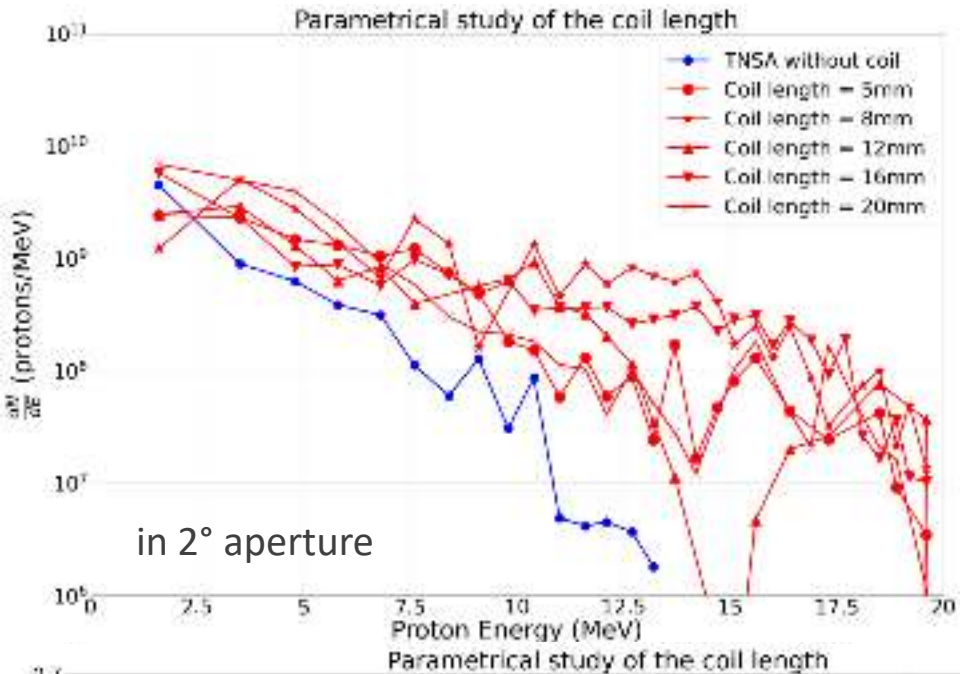 Parametrical study of the coil length
10¹¹
TNSA without coil
Coil length = 5mm
Coil length = 8mm
10¹⁰
Coil length = 12mm
Coil length = 16mm
Coil length = 20mm
10⁹
dN/dE (protons/MeV)
10⁸
10⁷
in 2° aperture
10⁶
0 2.5 5 7.5 10 12.5 15 17.5 20
Proton Energy (MeV)
Parametrical study of the coil length